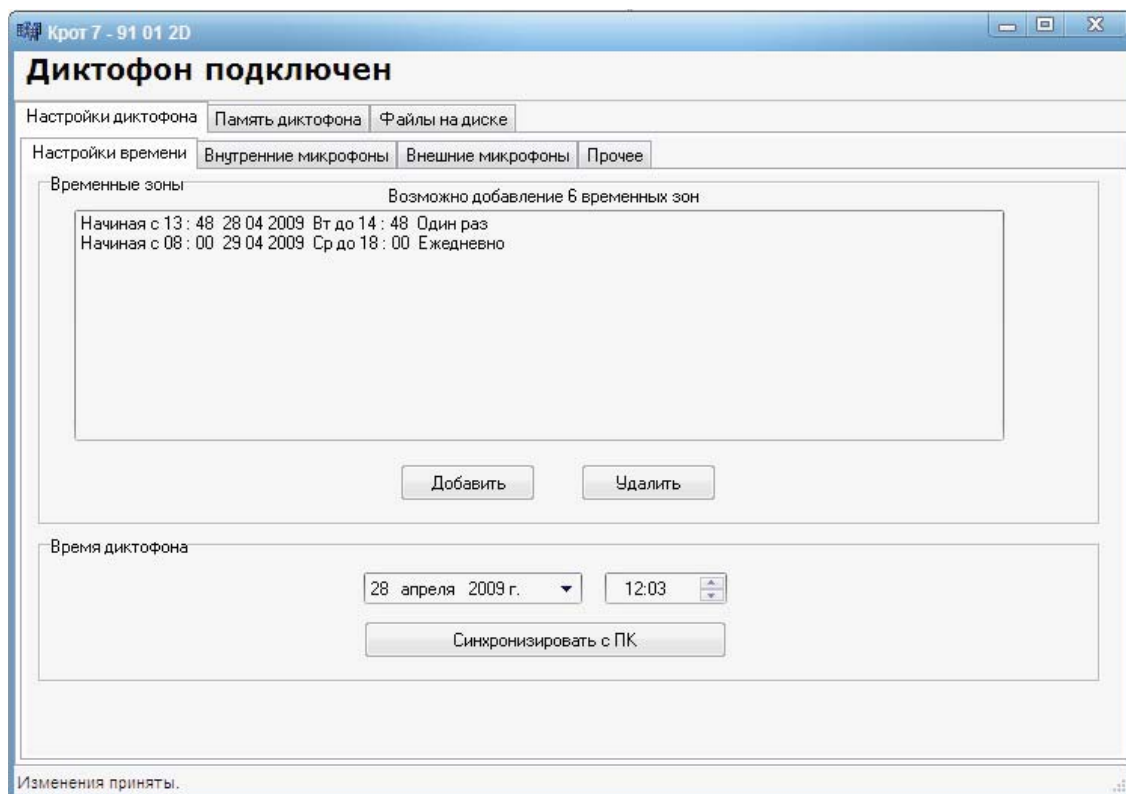 Крот 7 - 91 01 2D
Диктофон подключен
Настройки диктофона Память диктофона Файлы на диске
Настройки времени Внутренние микрофоны Внешние микрофоны Прочее
Временные зоны
Возможно добавление 6 временных зон
Начиная с 13 : 48 28 04 2009 Вт до 14 : 48 Один раз
Начиная с 08 : 00 29 04 2009 Ср до 18 : 00 Ежедневно
Добавить Удалить
Время диктофона
28 апреля 2009 г. 12:03
Синхронизировать с ПК
Изменения приняты.